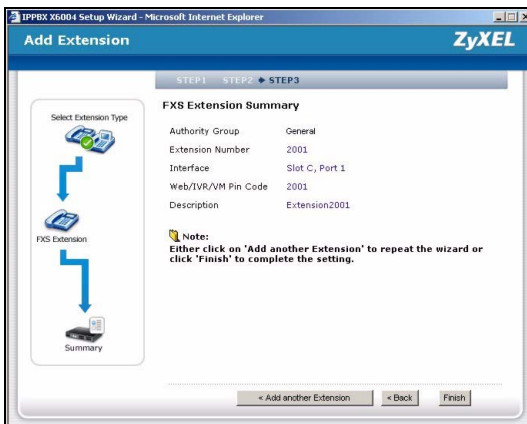 IPPBX X6004 Setup Wizard - Microsoft Internet Explorer
Add Extension
ZyXEL
STEP1 STEP2 STEP3
Select Extension Type
FXS Extension
Summary
FXS Extension Summary
Authority Group General
Extension Number 2001
Interface Slot C, Port 1
Web/IVR/VM Pin Code 2001
Description Extension2001
Note:
Either click on 'Add another Extension' to repeat the wizard or
click 'Finish' to complete the setting.
< Add another Extension < Back Finish